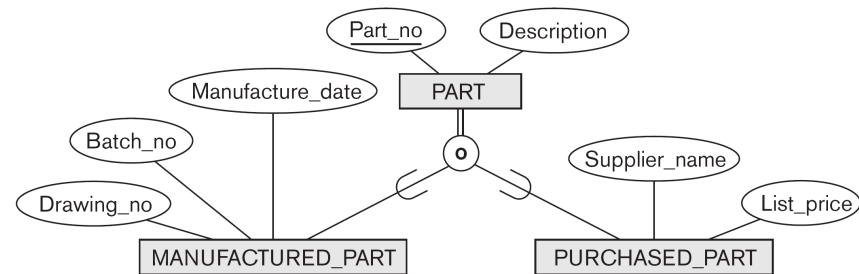 Part_no
Description
Manufacture_date
PART
Batch_no
o
Supplier_name
Drawing_no
List_price
MANUFACTURED_PART
PURCHASED_PART